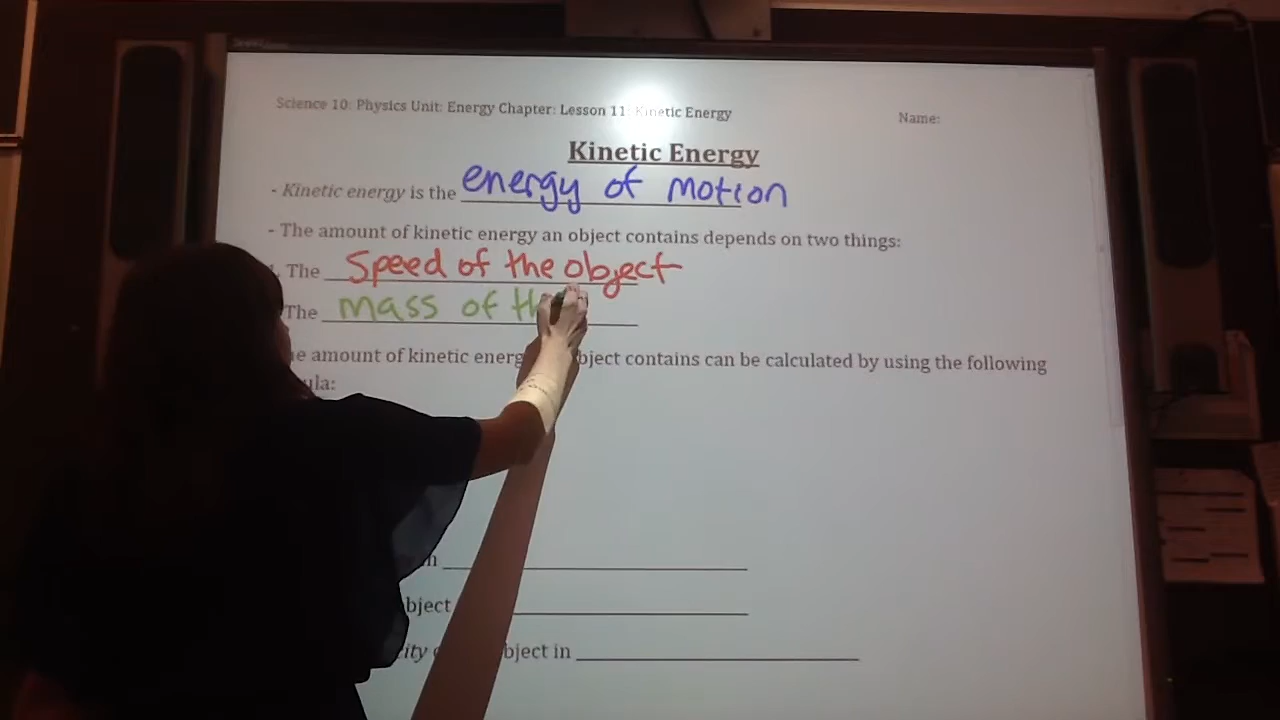 Science 10: Physics Unit: Energy Chapter: Lesson 11: Kinetic Energy
Name:
Kinetic Energy
- Kinetic energy is the energy of motion
- The amount of kinetic energy an object contains depends on two things:
The Speed of the object
The mass of th
e amount of kinetic energ bject contains can be calculated by using the following
ula:
n
bject
ity bject in